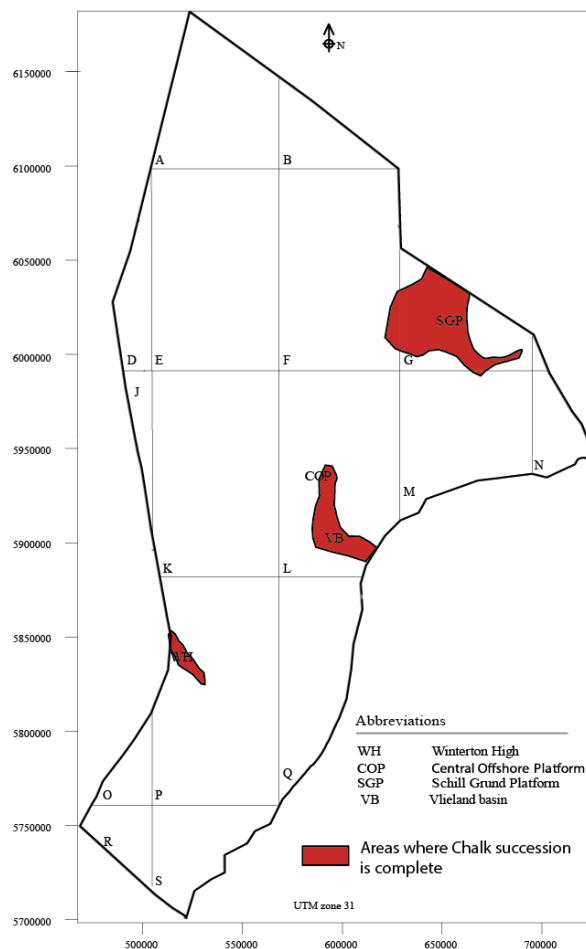 N
6150000
A B
6100000
6050000
SGP
6000000
D E F G
J
5950000
COP
M N
5900000
VB
K L
5850000
WH
5800000
Abbreviations
WH Winterton High
COP Central Offshore Platform
SGP Schill Grund Platform
VB Vlieland basin
Q
O P
5750000
R
Areas where Chalk succession
is complete
S
UTM zone 31
5700000
500000 550000 600000 650000 700000